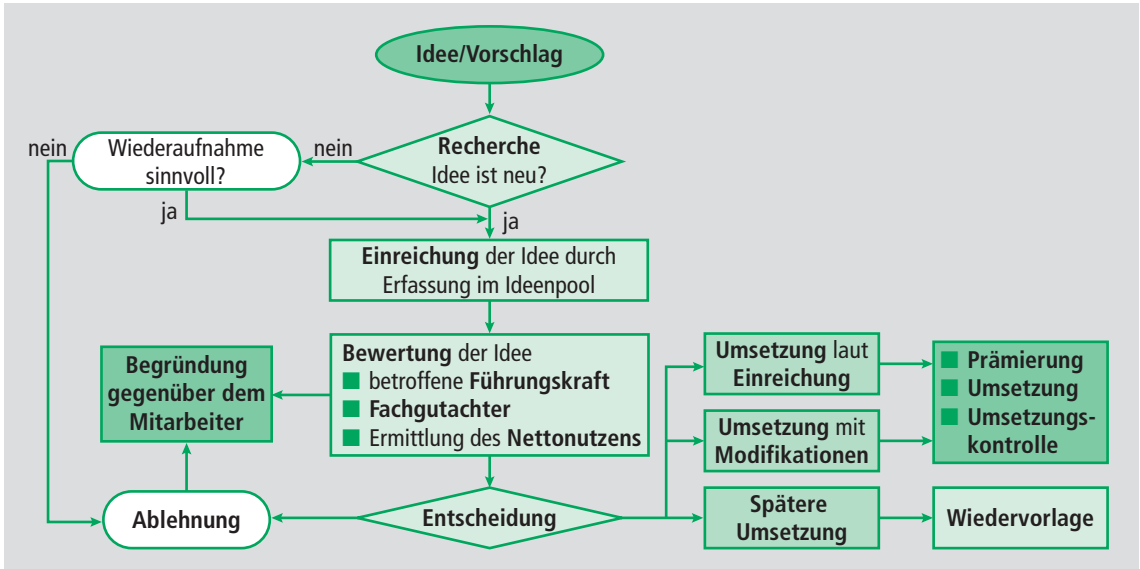 Idee/Vorschlag
nein
Wiederaufnahme
sinnvoll?
nein
Recherche
Idee ist neu?
ja
ja
Einreichung der Idee durch
Erfassung im Ideenpool
Begründung
gegenüber dem
Mitarbeiter
Bewertung der Idee
betroffene Führungskraft
Fachgutachter
Ermittlung des Nettonutzens
Umsetzung laut
Einreichung
Umsetzung mit
Modifikationen
Prämierung
Umsetzung
Umsetzungs-
kontrolle
Ablehnung
Entscheidung
Spätere
Umsetzung
Wiedervorlage